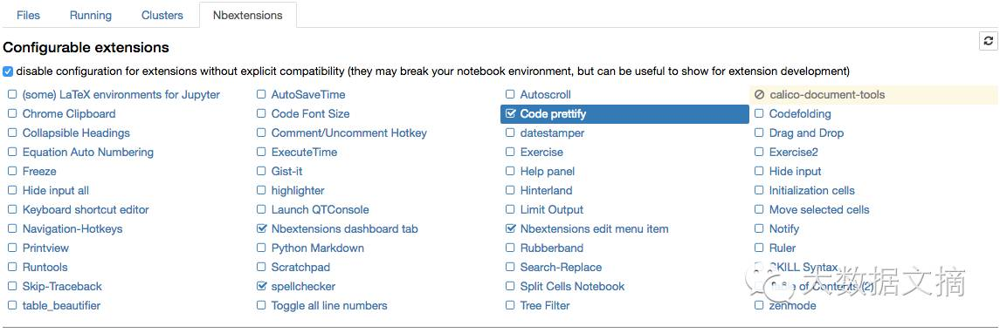 Files Running Clusters Nbextensions
Configurable extensions
disable configuration for extensions without explicit compatibility (they may break your notebook environment, but can be useful to show for extension development)
(some) LaTeX environments for Jupyter AutoSaveTime Autoscroll calico-document-tools
Chrome Clipboard Code Font Size Code prettify Codefolding
Collapsible Headings Comment/Uncomment Hotkey datestamper Drag and Drop
Equation Auto Numbering ExecuteTime Exercise Exercise2
Freeze Gist-it Help panel Hide input
Hide input all highlighter Hinterland Initialization cells
Keyboard shortcut editor Launch QTConsole Limit Output Move selected cells
Navigation-Hotkeys Nbextensions dashboard tab Nbextensions edit menu item Notify
Printview Python Markdown Rubberband Ruler
Runtools Scratchpad Search-Replace SKILL Syntax
Skip-Traceback spellchecker Split Cells Notebook Table of Contents (2)
table_beautifier Toggle all line numbers Tree Filter zenmode
大数据文摘